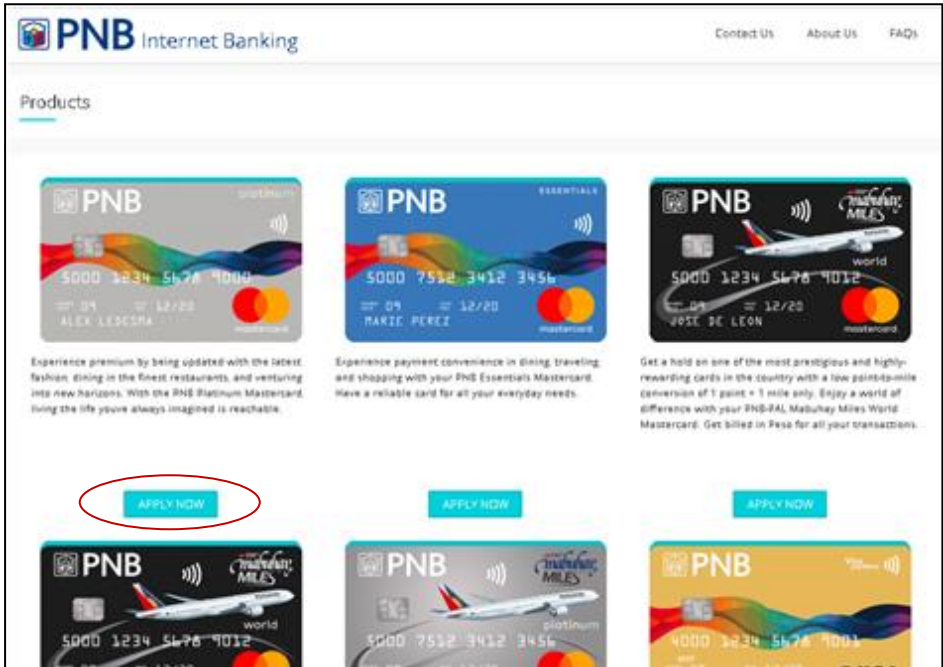 PNB Internet Banking
Contact Us About Us FAQs
Products
PNB platinum
5000 1234 5678 9000
09 12/20
ALEX LEDESMA
mastercard
PNB ESSENTIALS
5000 7512 3412 3456
09 12/20
MARIE PEREZ
mastercard
PNB mabuhay MILES
world
5000 1234 5678 9012
09 12/20
JOSE DE LEON
mastercard
Experience premium by being updated with the latest
fashion, dining in the finest restaurants, and venturing
into new horizons. With the PNB Platinum Mastercard
living the life youve always imagined is reachable.
Experience payment convenience in dining, traveling
and shopping with your PNB Essentials Mastercard.
Have a reliable card for all your everyday needs.
Get a hold on one of the most prestigious and highly-
rewarding cards in the country with a low point-to-mile
conversion of 1 point = 1 mile only. Enjoy a world of
difference with your PNB-PAL Mabuhay Miles World
Mastercard. Get billed in Peso for all your transactions.
APPLY NOW
APPLY NOW
APPLY NOW
PNB mabuhay MILES
world
5000 1234 5678 9012
PNB mabuhay MILES
platinum
5000 7512 3412 3456
PNB
4000 1234 5678 9001